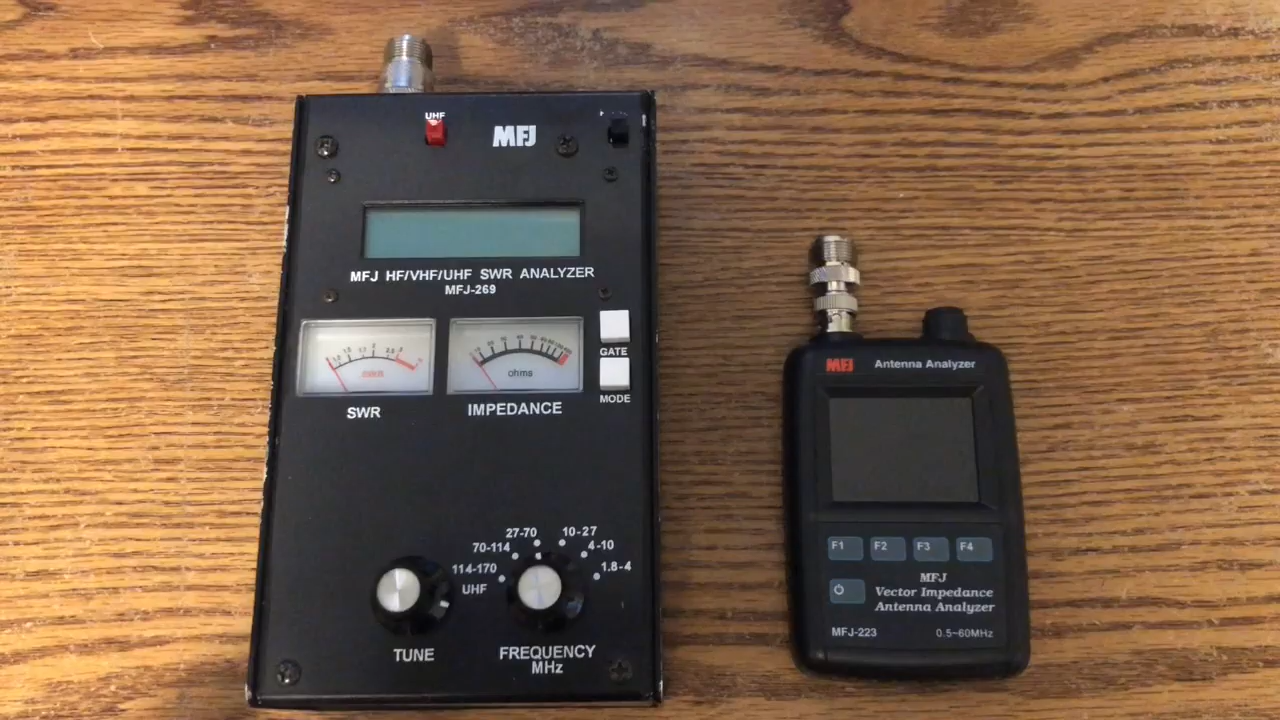 UHF
MFJ
MFJ HF/VHF/UHF SWR ANALYZER
MFJ-269
GATE
MODE
ohms
SWR
IMPEDANCE
27-70
10-27
70-114
4-10
114-170
1.8-4
UHF
TUNE
FREQUENCY
MHz
MFJ Antenna Analyzer
F1 F2 F3 F4
MFJ
Vector Impedance
Antenna Analyzer
MFJ-223 0.5~60MHz